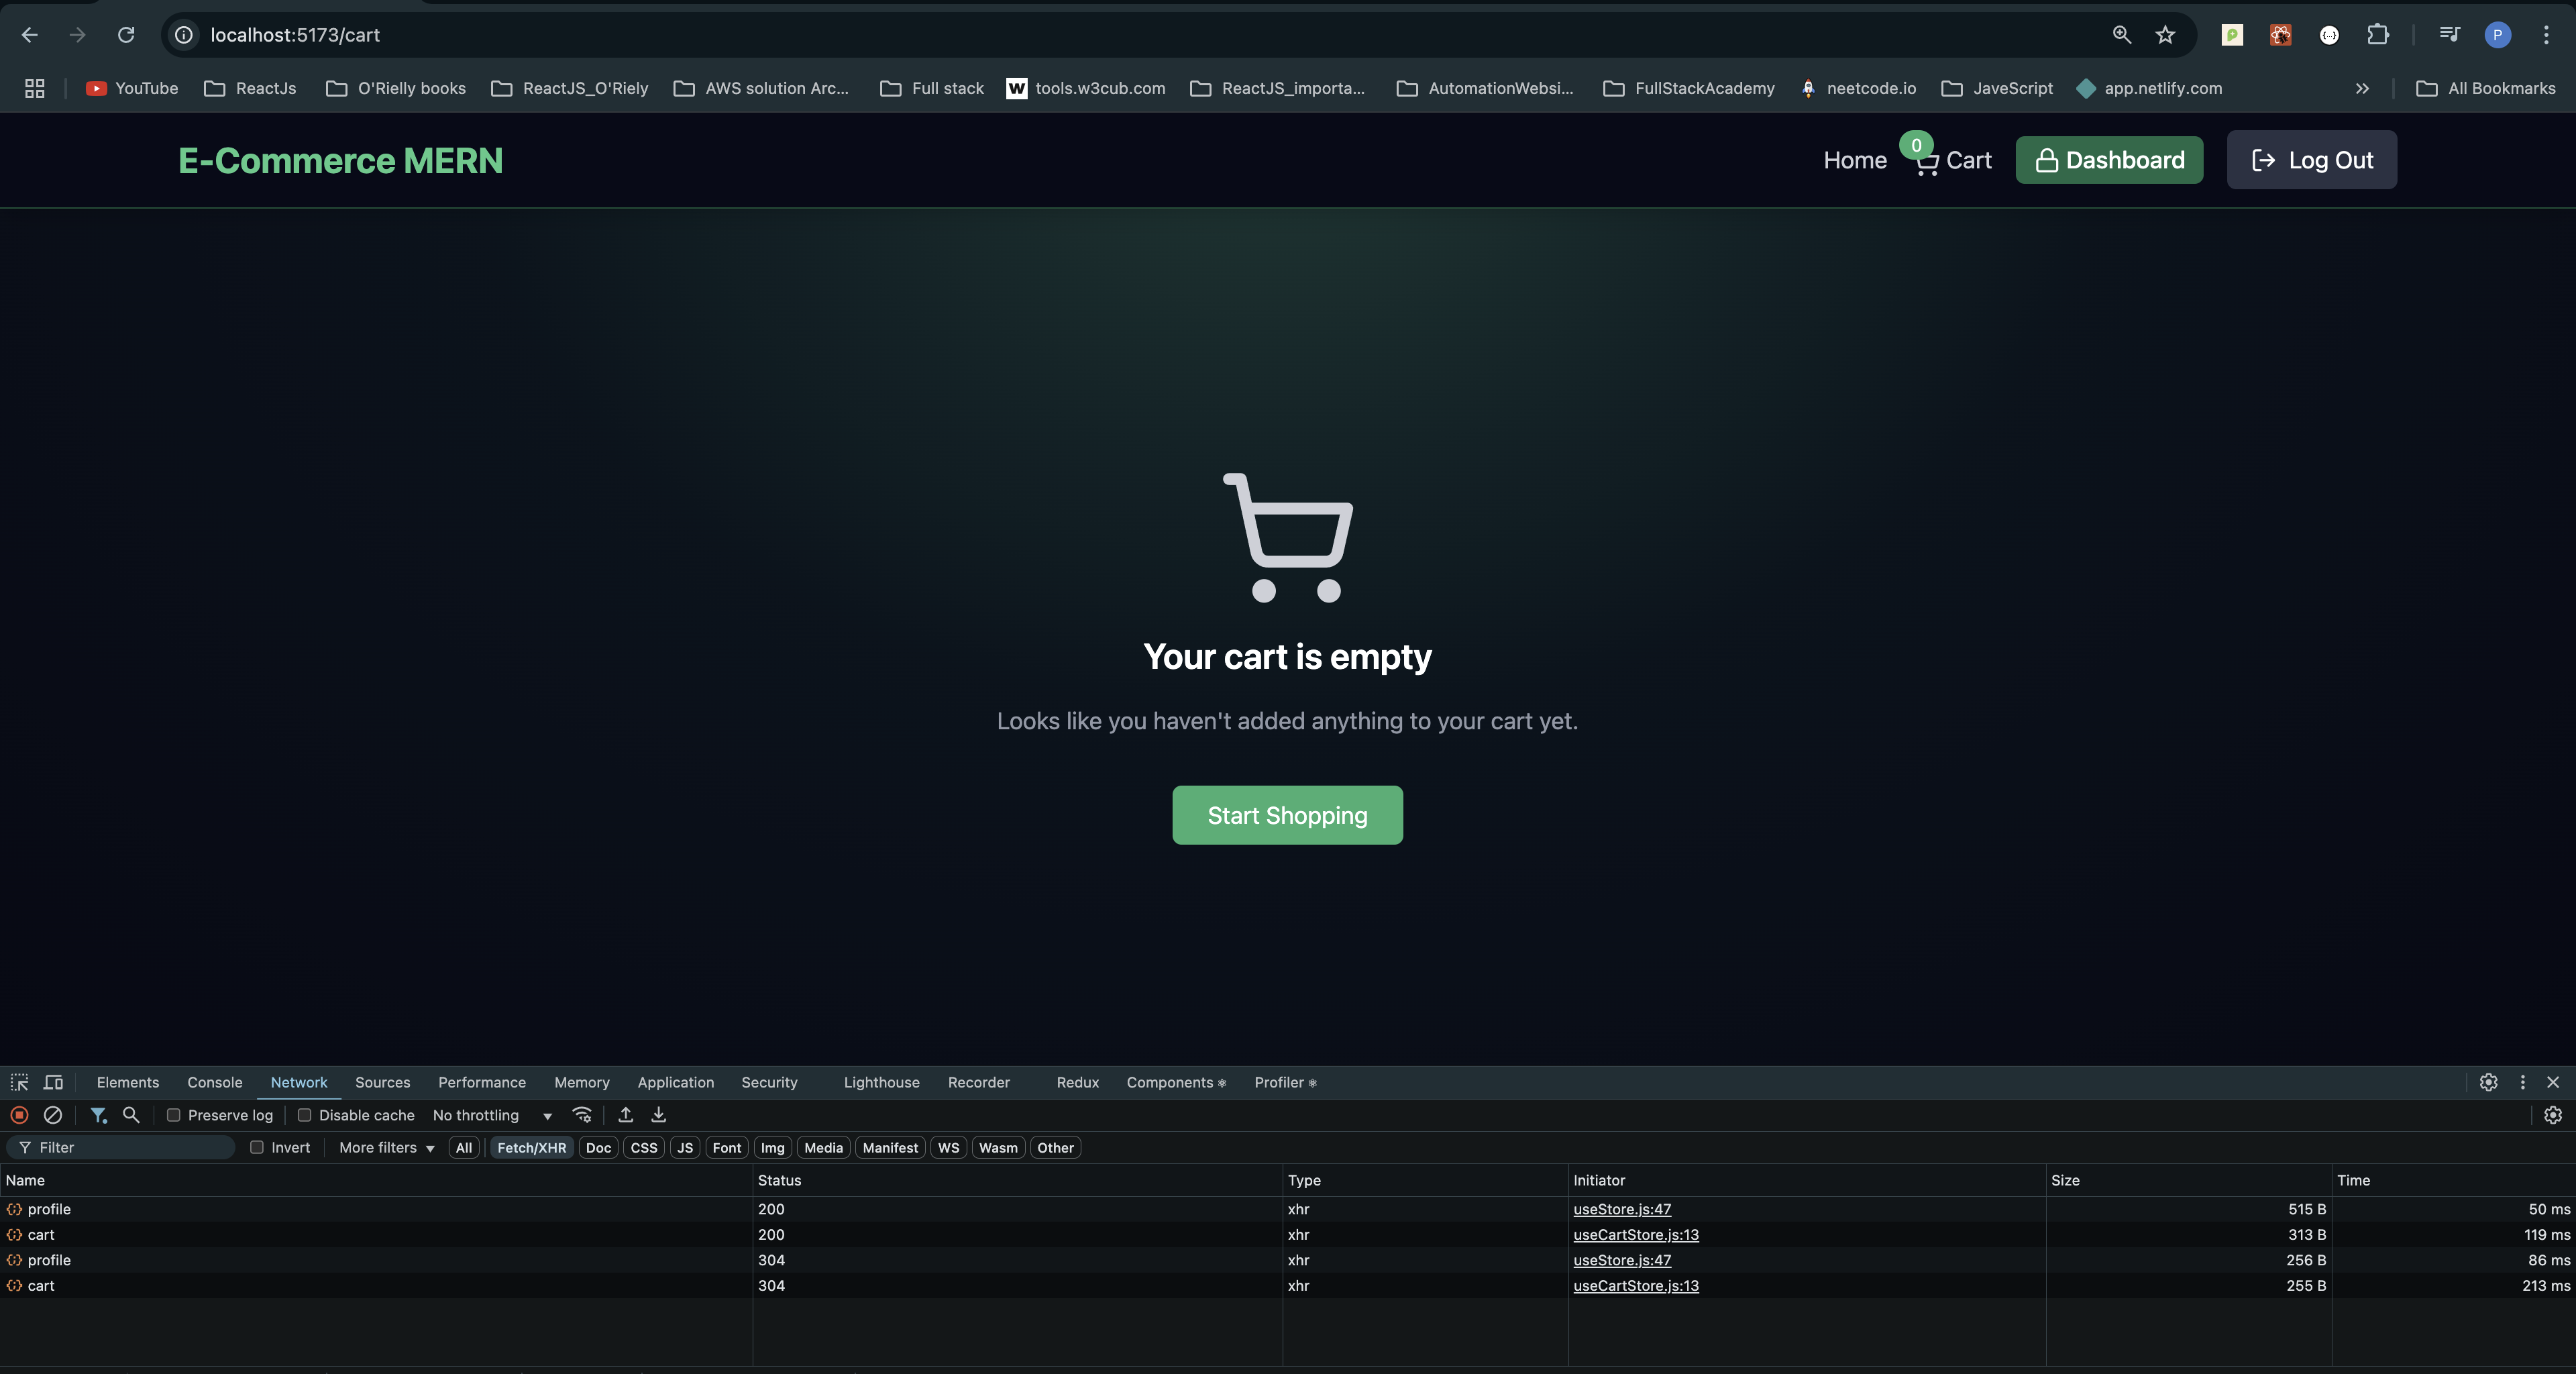 localhost:5173/cart
P
YouTube ReactJs O'Rielly books ReactJS_O'Riely AWS solution Arc... Full stack W tools.w3cub.com ReactJS_importa... AutomationWebsi... FullStackAcademy neetcode.io JaveScript app.netlify.com » All Bookmarks
E-Commerce MERN
Home 0 Cart Dashboard Log Out
Your cart is empty
Looks like you haven't added anything to your cart yet.
Start Shopping
Elements Console Network Sources Performance Memory Application Security Lighthouse Recorder Redux Components Profiler
Preserve log Disable cache No throttling
Filter Invert More filters All Fetch/XHR Doc CSS JS Font Img Media Manifest WS Wasm Other
Name Status Type Initiator Size Time
profile 200 xhr useStore.js:47 515 B 50 ms
cart 200 xhr useCartStore.js:13 313 B 119 ms
profile 304 xhr useStore.js:47 256 B 86 ms
cart 304 xhr useCartStore.js:13 255 B 213 ms